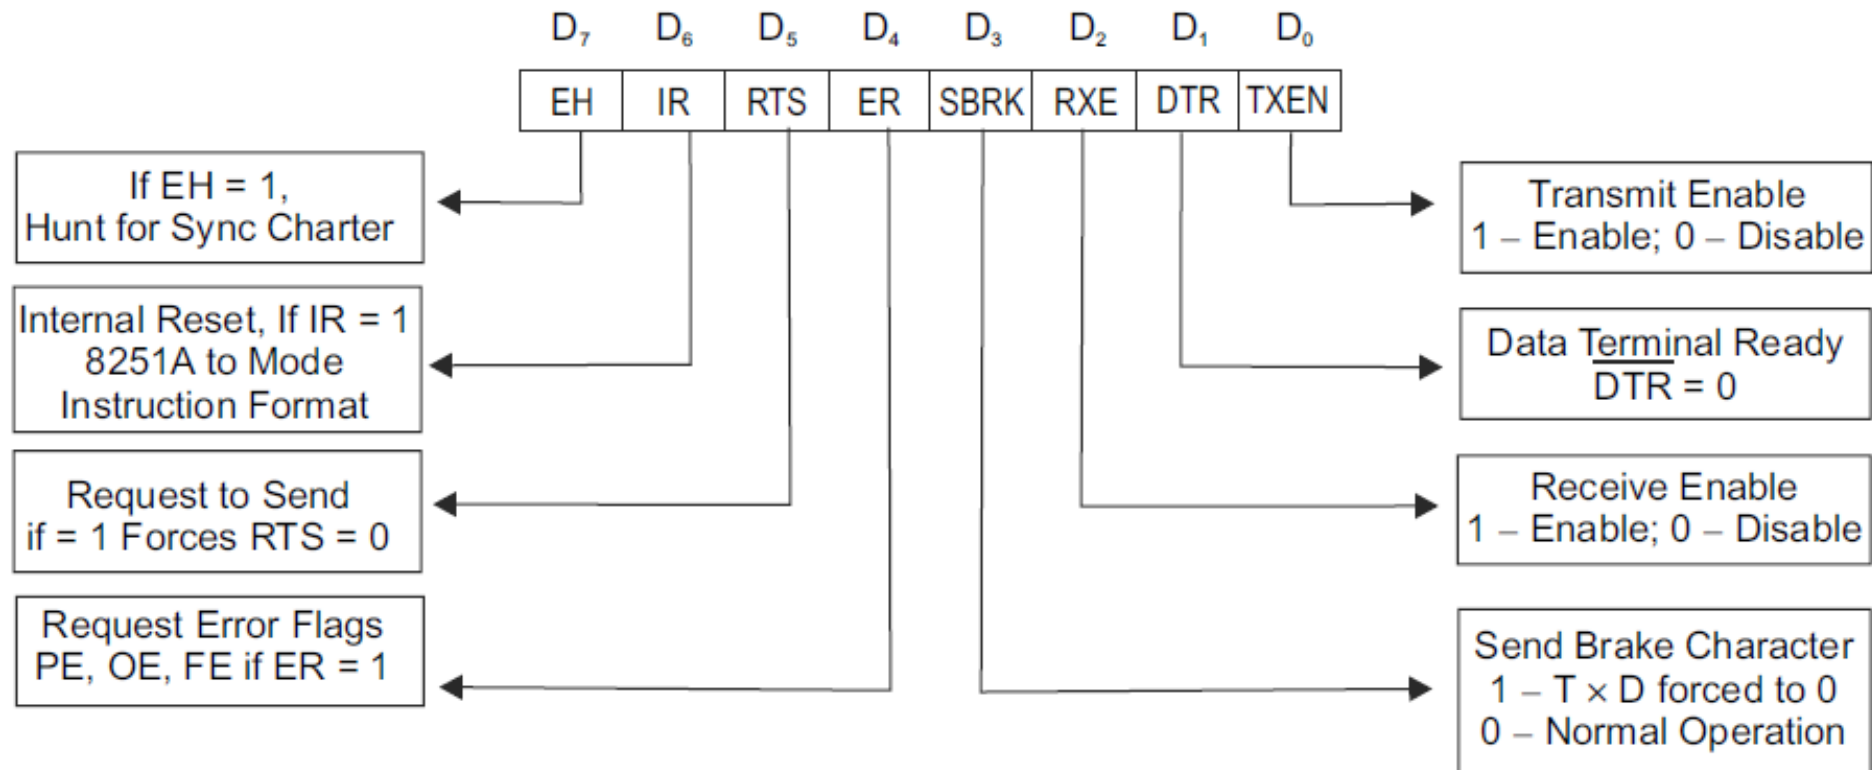 D₇ D₆ D₅ D₄ D₃ D₂ D₁ D₀
EH IR RTS ER SBRK RXE DTR TXEN
If EH = 1,
Hunt for Sync Charter
Internal Reset, If IR = 1
8251A to Mode
Instruction Format
Request to Send
if = 1 Forces RTS = 0
Request Error Flags
PE, OE, FE if ER = 1
Transmit Enable
1 – Enable; 0 – Disable
Data Terminal Ready
D̅T̅R̅ = 0
Receive Enable
1 – Enable; 0 – Disable
Send Brake Character
1 – T × D forced to 0
0 – Normal Operation